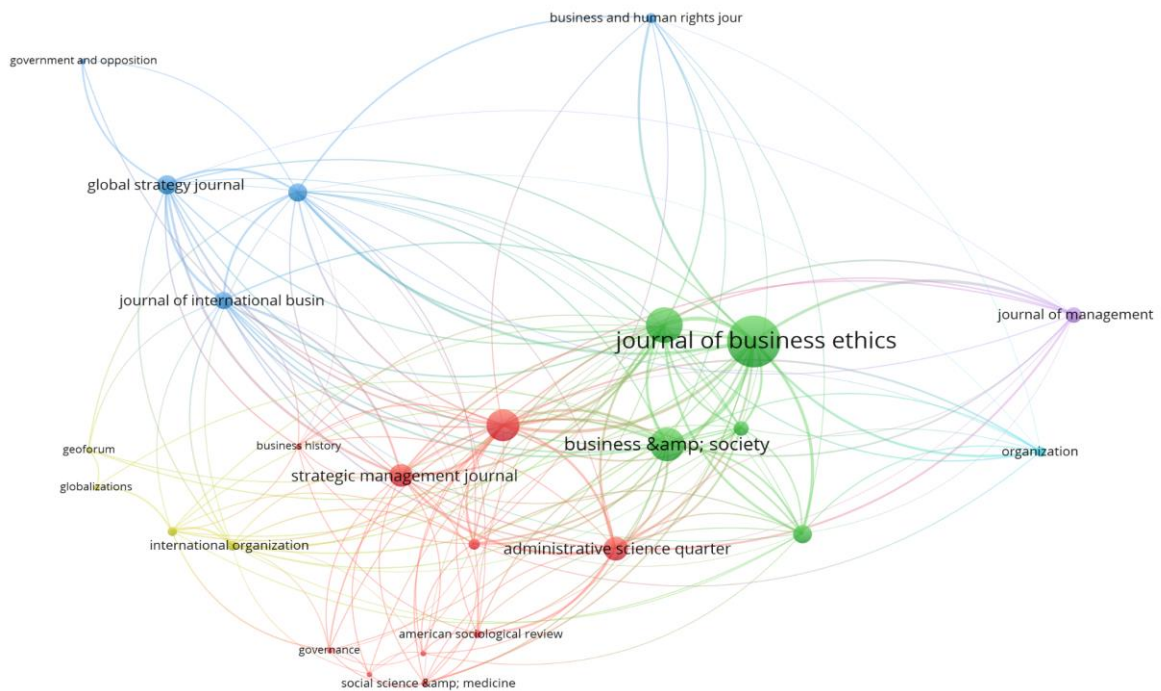 business and human rights jour
government and opposition
global strategy journal
journal of international busin
journal of management
journal of business ethics
business history
business &amp; society
geoforum
organization
strategic management journal
globalizations
international organization
administrative science quarter
american sociological review
governance
social science &amp; medicine